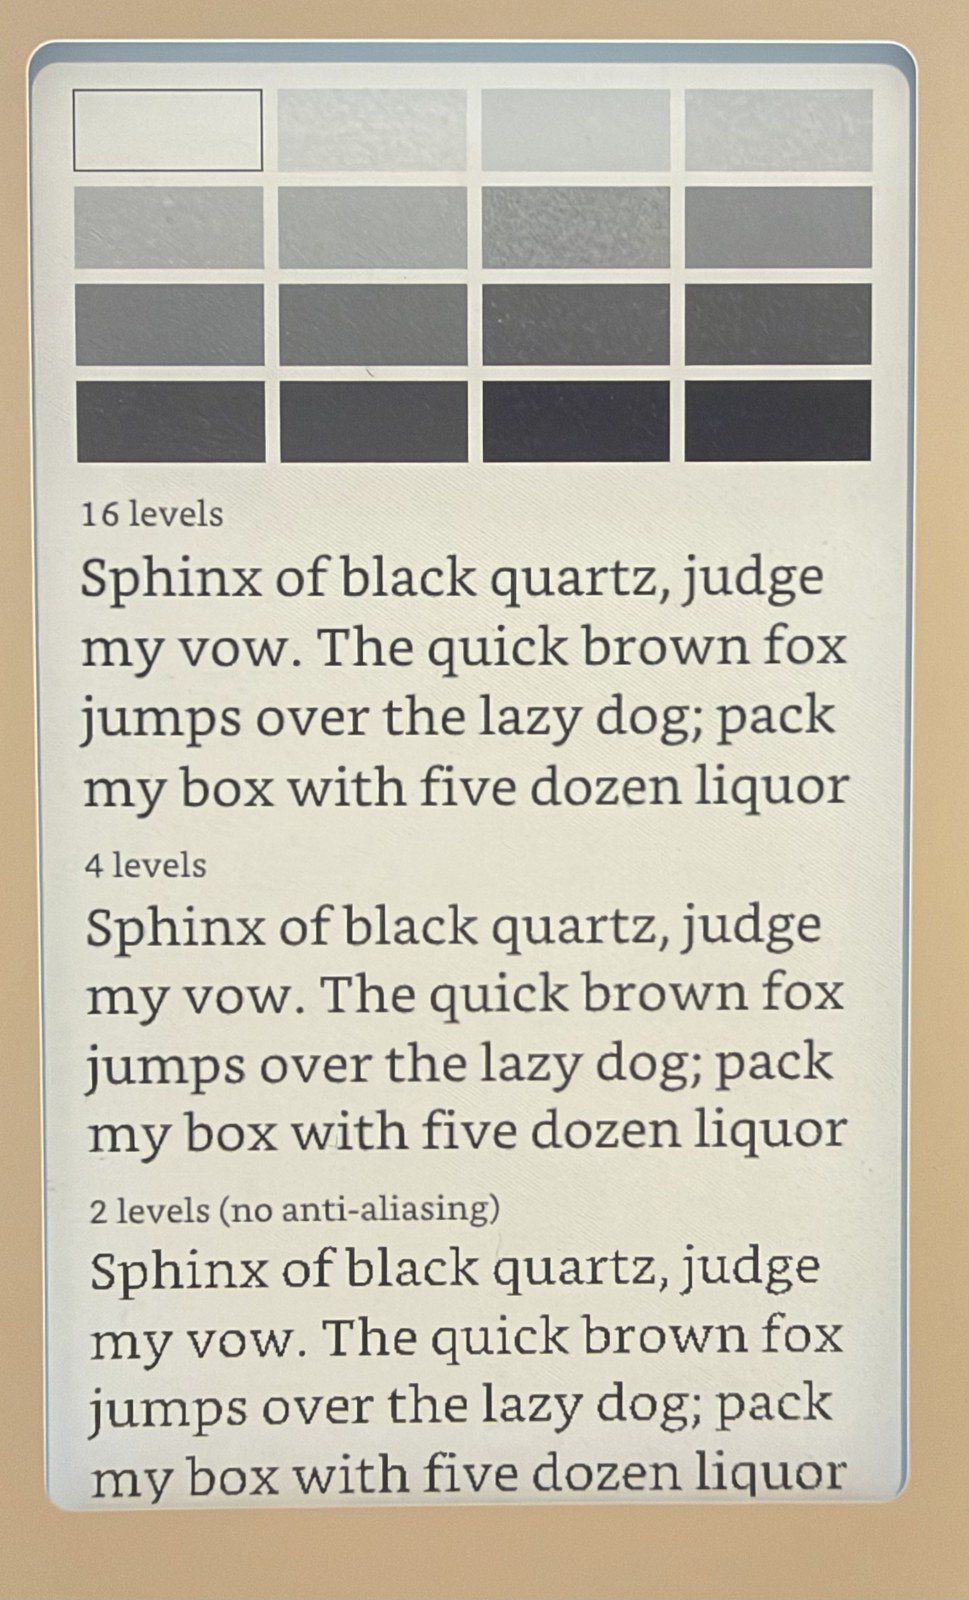 16 levels
Sphinx of black quartz, judge
my vow. The quick brown fox
jumps over the lazy dog; pack
my box with five dozen liquor
4 levels
Sphinx of black quartz, judge
my vow. The quick brown fox
jumps over the lazy dog; pack
my box with five dozen liquor
2 levels (no anti-aliasing)
Sphinx of black quartz, judge
my vow. The quick brown fox
jumps over the lazy dog; pack
my box with five dozen liquor